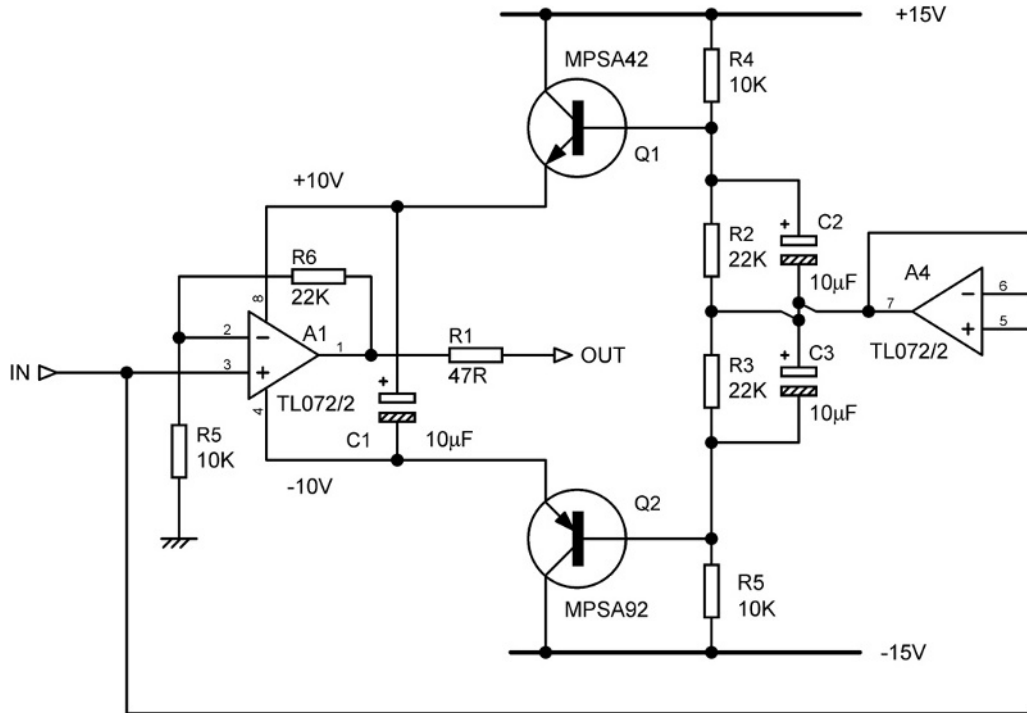 +15V
MPSA42
R4
10K
Q1
+10V
C2
+
R2
22K
R6
22K
10µF
A4
8
7
6
−
2
−
A1
5
+
R1
TL072/2
1
OUT
C3
IN
3
+
+
R3
22K
47R
+
4
TL072/2
10µF
R5
10K
C1
10µF
-10V
Q2
R5
10K
MPSA92
-15V